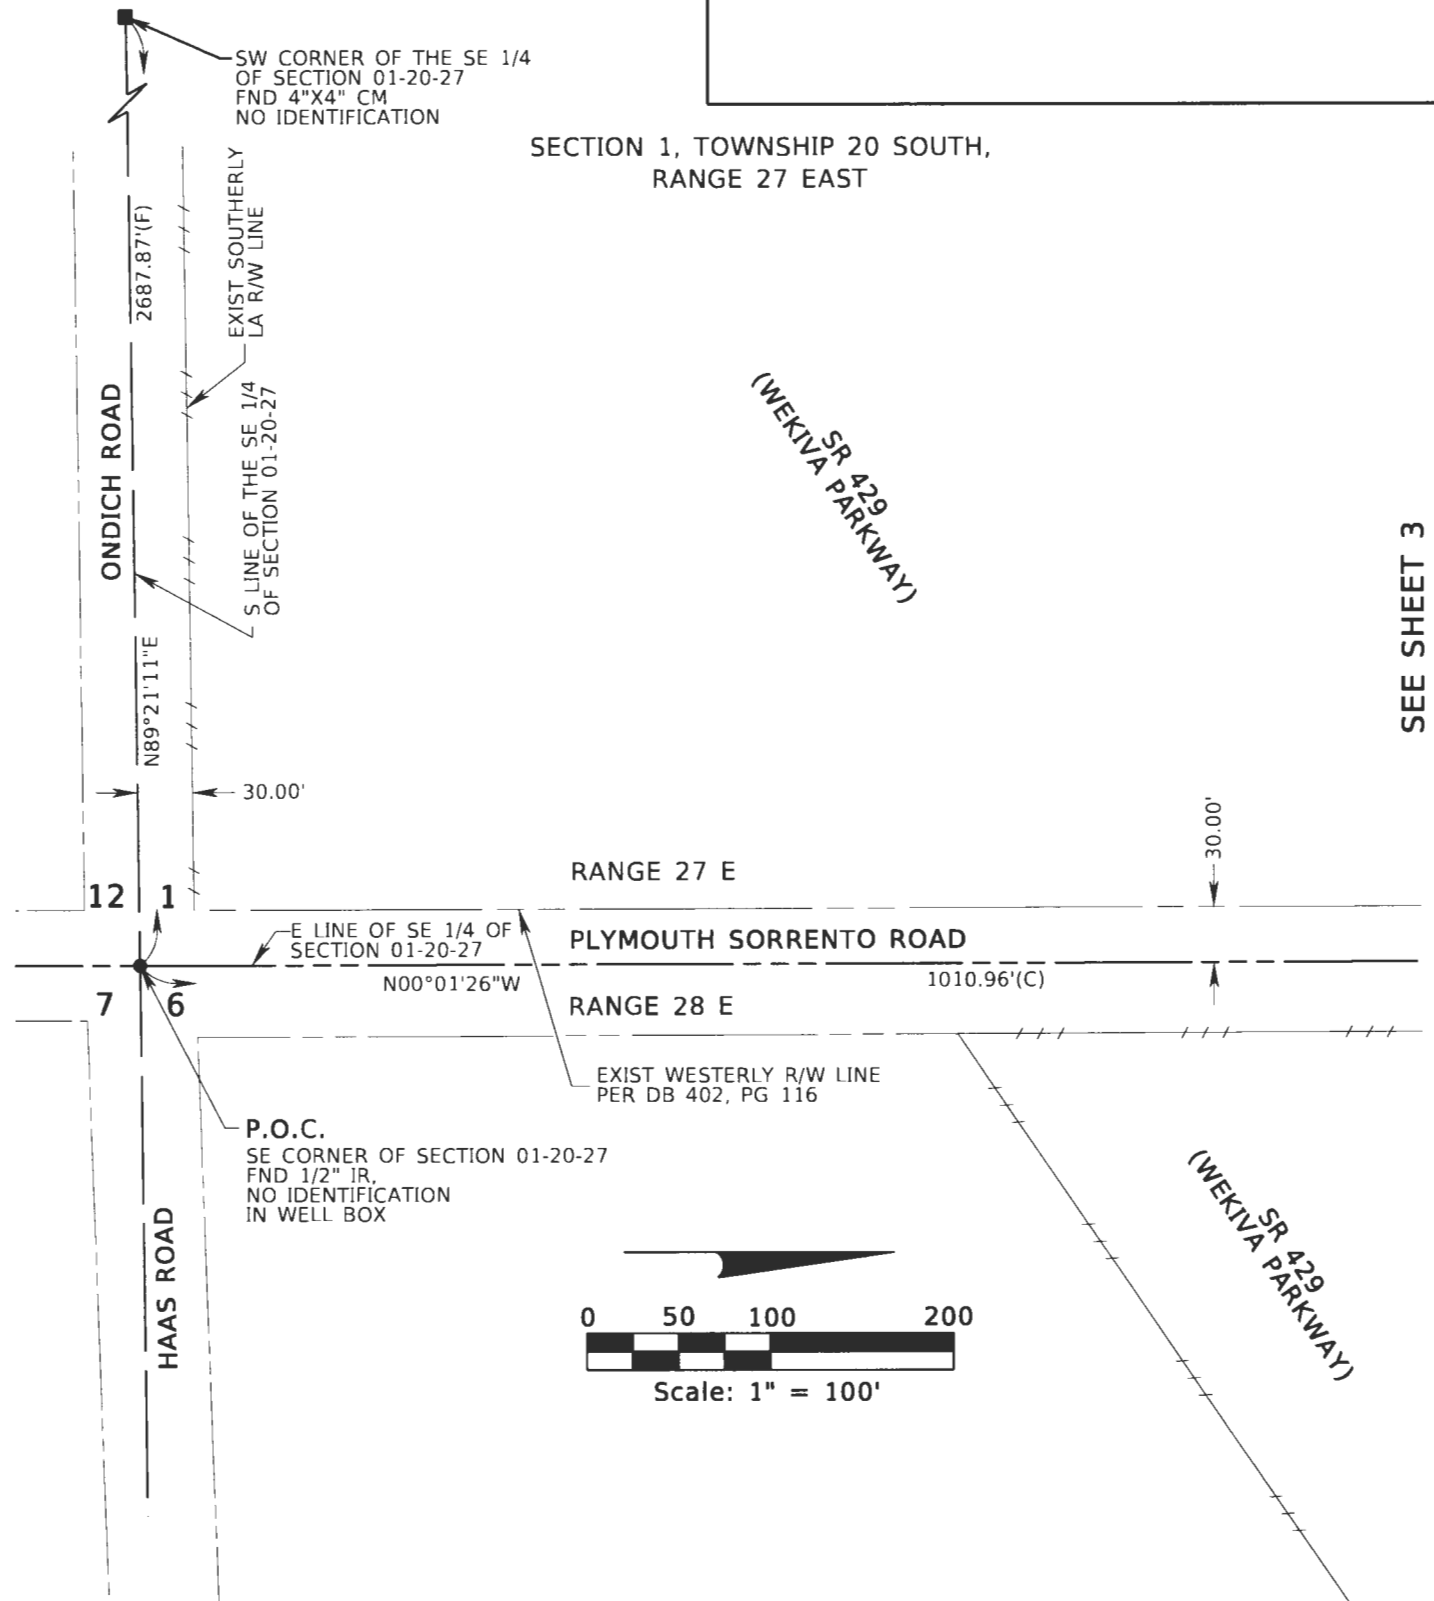 SW CORNER OF THE SE 1/4
OF SECTION 01-20-27
FND 4"X4" CM
NO IDENTIFICATION
SECTION 1, TOWNSHIP 20 SOUTH,
RANGE 27 EAST
2687.87'(F)
EXIST SOUTHERLY
LA R/W LINE
ONDICH ROAD
S LINE OF THE SE 1/4
OF SECTION 01-20-27
N89°21'11"E
SR 429
(WEKIVA PARKWAY)
SEE SHEET 3
30.00'
30.00'
RANGE 27 E
12
1
E LINE OF SE 1/4 OF
SECTION 01-20-27
PLYMOUTH SORRENTO ROAD
N00°01'26"W
1010.96'(C)
7
6
RANGE 28 E
EXIST WESTERLY R/W LINE
PER DB 402, PG 116
P.O.C.
SE CORNER OF SECTION 01-20-27
FND 1/2" IR,
NO IDENTIFICATION
IN WELL BOX
HAAS ROAD
SR 429
(WEKIVA PARKWAY)
0 50 100 200
Scale: 1" = 100'